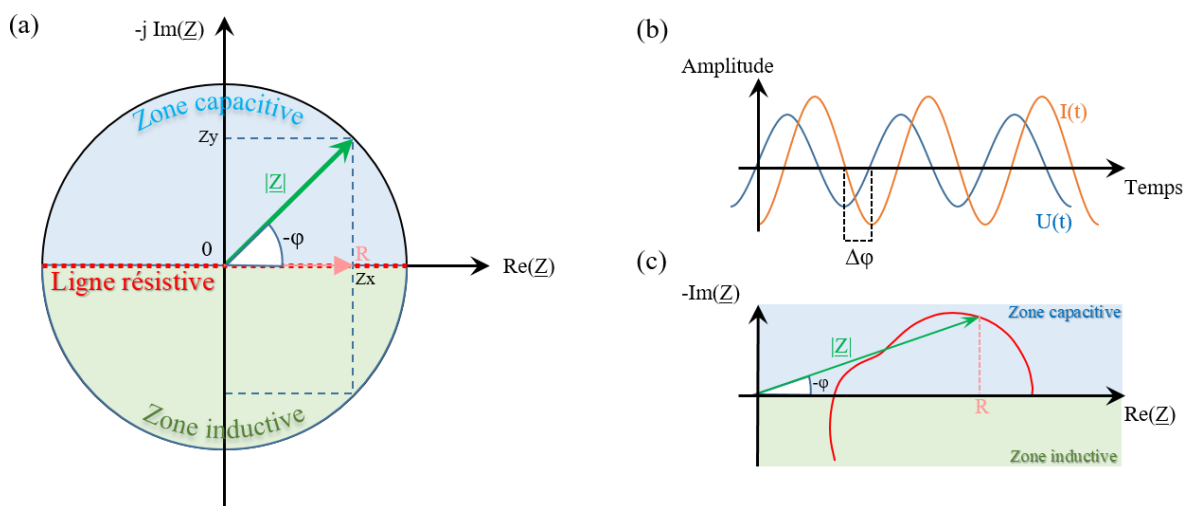 (a)
-j Im(Z)
Zone capacitive
Zy
|Z|
-φ
0
R
Ligne résistive
Zx
Re(Z)
Zone inductive
(b)
Amplitude
I(t)
Temps
U(t)
Δφ
(c)
-Im(Z)
Zone capacitive
|Z|
-φ
R
Re(Z)
Zone inductive